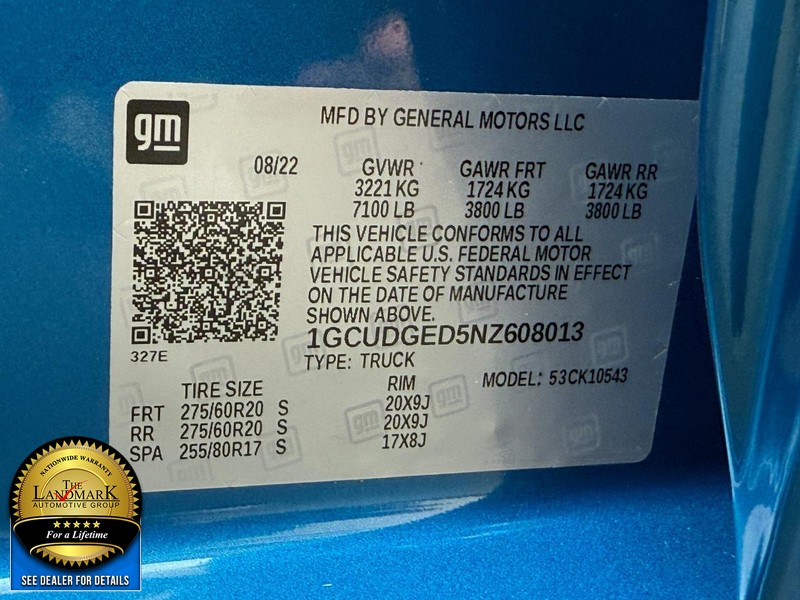 gm
MFD BY GENERAL MOTORS LLC
08/22 GVWR GAWR FRT GAWR RR
3221 KG 1724 KG 1724 KG
7100 LB 3800 LB 3800 LB
THIS VEHICLE CONFORMS TO ALL
APPLICABLE U.S. FEDERAL MOTOR
VEHICLE SAFETY STANDARDS IN EFFECT
ON THE DATE OF MANUFACTURE
SHOWN ABOVE.
1GCUDGED5NZ608013
327E
TYPE: TRUCK
MODEL: 53CK10543
TIRE SIZE RIM
FRT 275/60R20 S 20X9J
RR 275/60R20 S 20X9J
SPA 255/80R17 S 17X8J
NATIONWIDE WARRANTY
THE
LANDMARK
AUTOMOTIVE GROUP
For a Lifetime
SEE DEALER FOR DETAILS